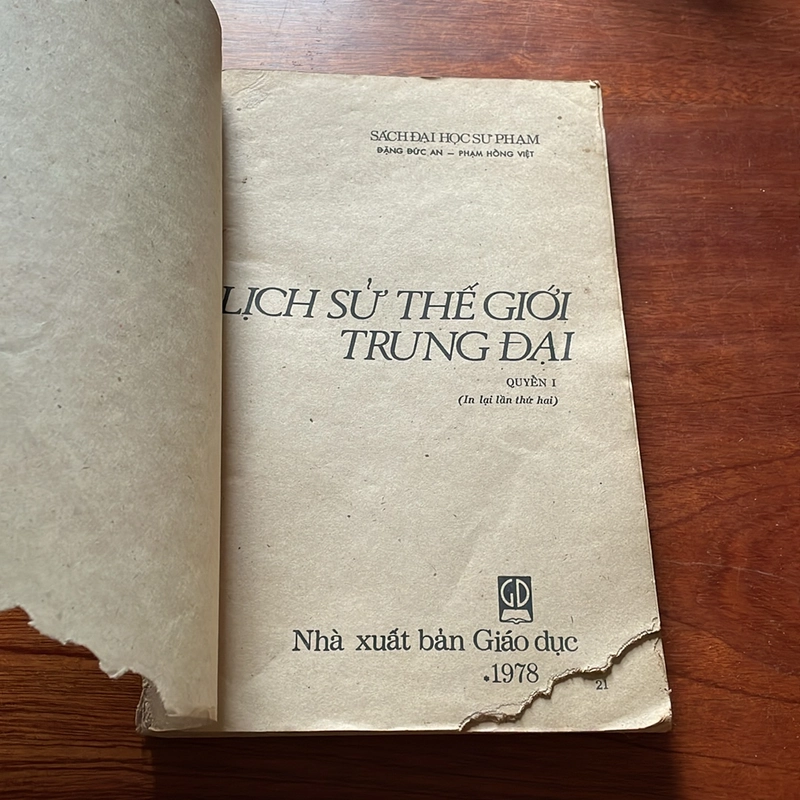 SÁCH ĐẠI HỌC SƯ PHẠM
ĐẶNG ĐỨC AN — PHẠM HỒNG VIỆT
LỊCH SỬ THẾ GIỚI
TRUNG ĐẠI
QUYỂN I
(In lại lần thứ hai)
GD
Nhà xuất bản Giáo dục
1978
21